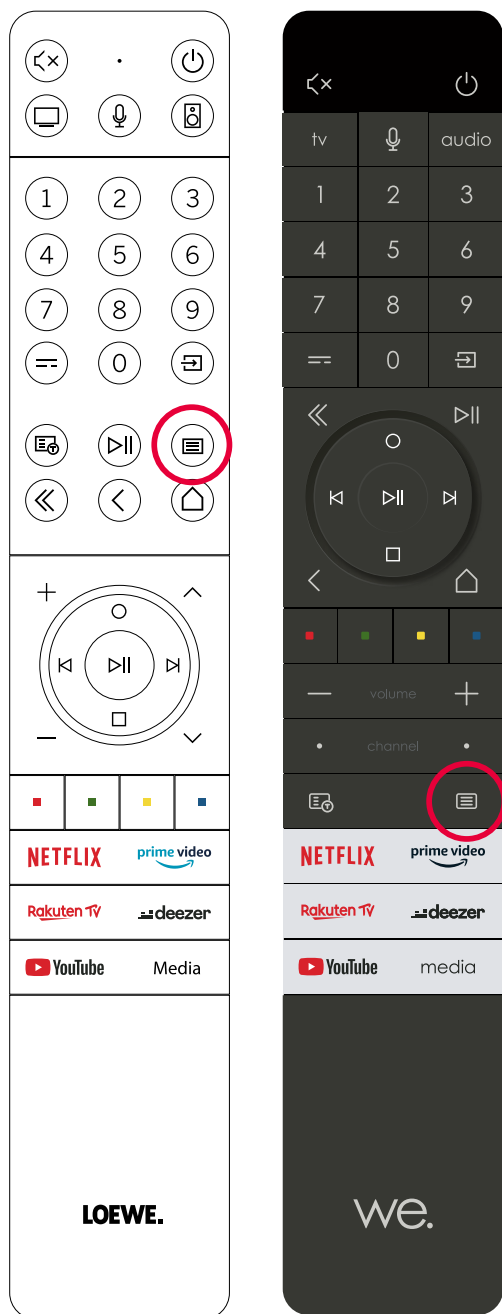 1 2 3
4 5 6
7 8 9
0
NETFLIX prime video
Rakuten TV deezer
YouTube Media
LOEWE.
tv audio
1 2 3
4 5 6
7 8 9
0
volume
channel
NETFLIX prime video
Rakuten TV deezer
YouTube media
we.